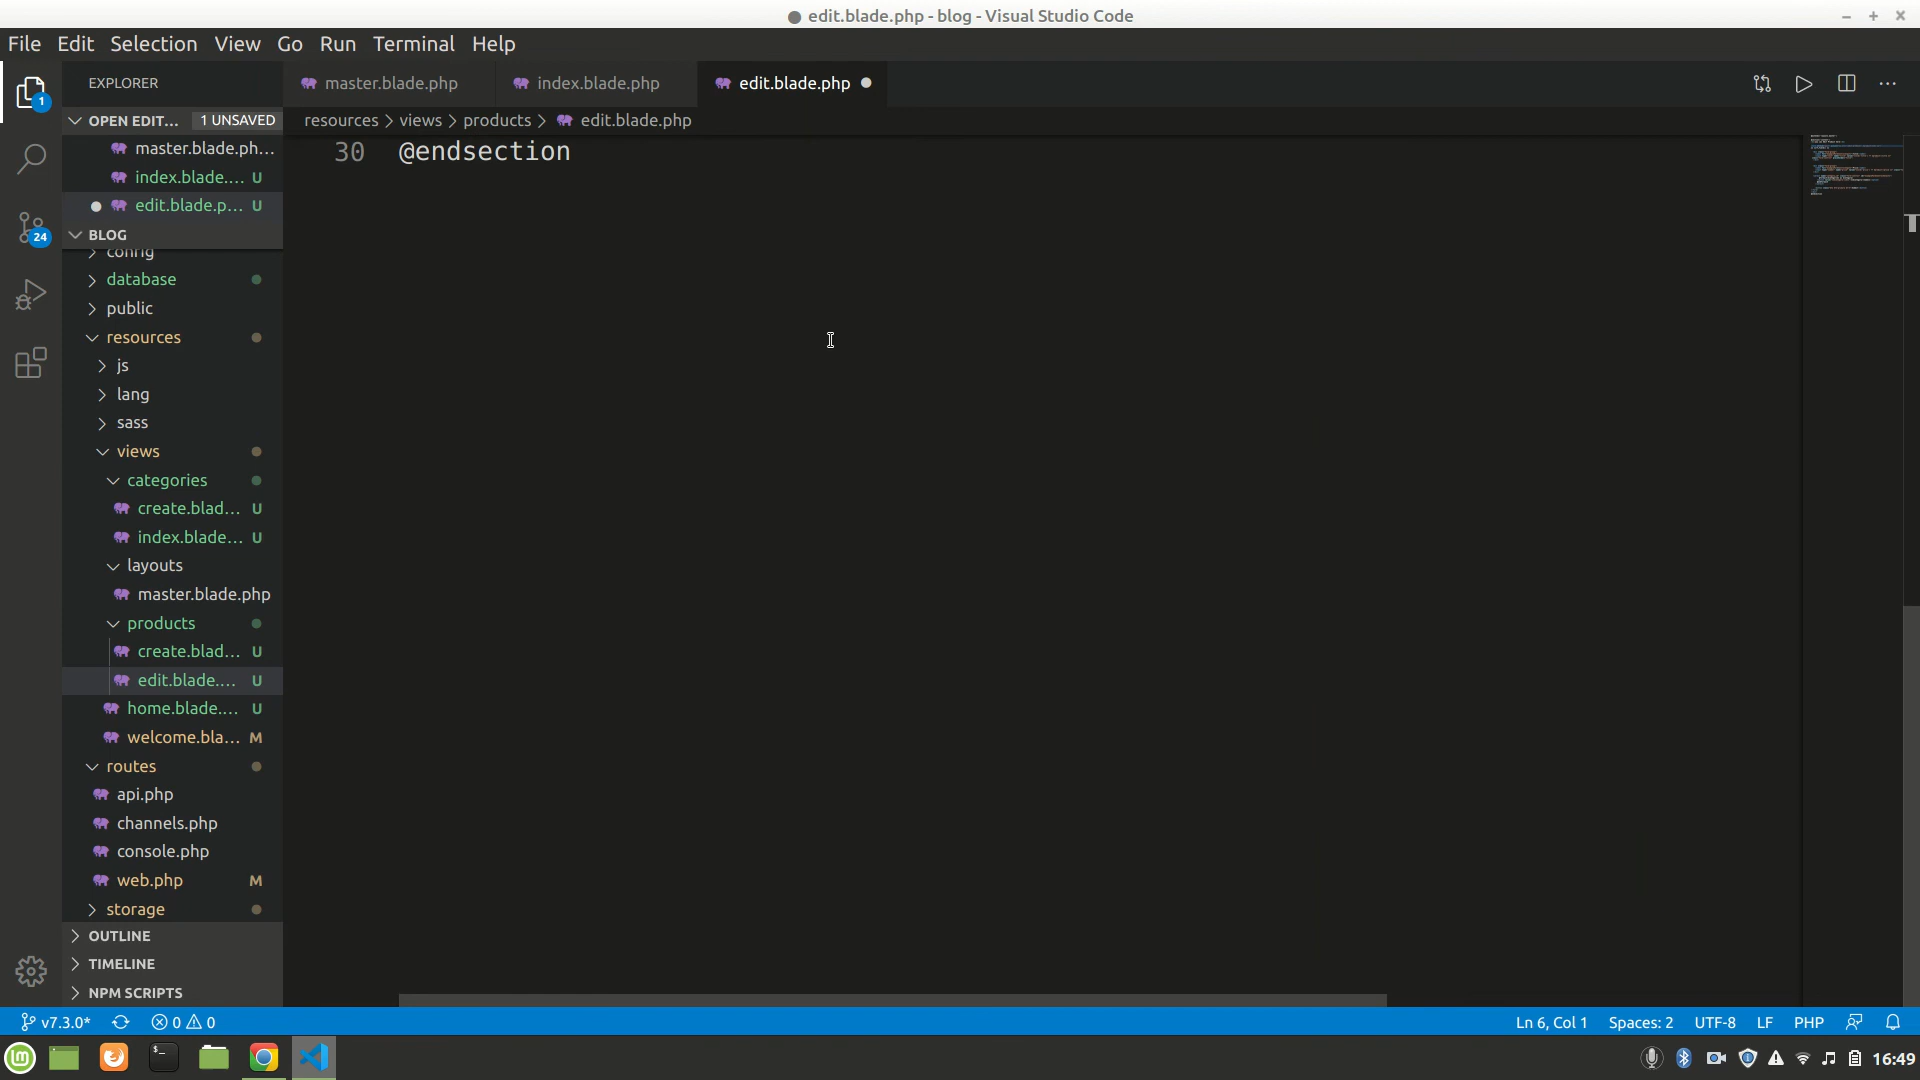 edit.blade.php - blog - Visual Studio Code
File Edit Selection View Go Run Terminal Help
EXPLORER
master.blade.php
index.blade.php
edit.blade.php
OPEN EDIT... 1 UNSAVED
resources > views > products > edit.blade.php
master.blade.ph...
index.blade.... U
edit.blade.p... U
1
24
BLOG
config
database
public
resources
js
lang
sass
views
categories
create.blad... U
index.blade... U
layouts
master.blade.php
products
create.blad... U
edit.blade.... U
home.blade.... U
welcome.bla... M
routes
api.php
channels.php
console.php
web.php M
storage
OUTLINE
TIMELINE
NPM SCRIPTS
30 @endsection
v7.3.0* 0 0
Ln 6, Col 1 Spaces: 2 UTF-8 LF PHP
16:49